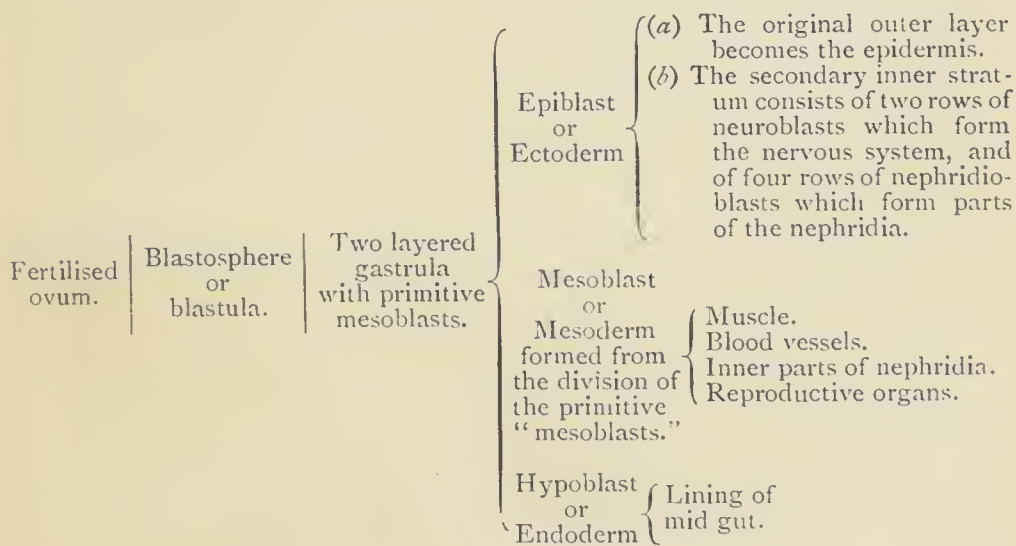 Fertilised
ovum.
Blastosphere
or
blastula.
Two layered
gastrula
with primitive
mesoblasts.
Epiblast
or
Ectoderm
(a) The original outer layer
becomes the epidermis.
(b) The secondary inner strat-
um consists of two rows of
neuroblasts which form
the nervous system, and
of four rows of nephridio-
blasts which form parts
of the nephridia.
Mesoblast
or
Mesoderm
formed from
the division of
the primitive
“mesoblasts.”
Muscle.
Blood vessels.
Inner parts of nephridia.
Reproductive organs.
Hypoblast
or
Endoderm
Lining of
mid gut.